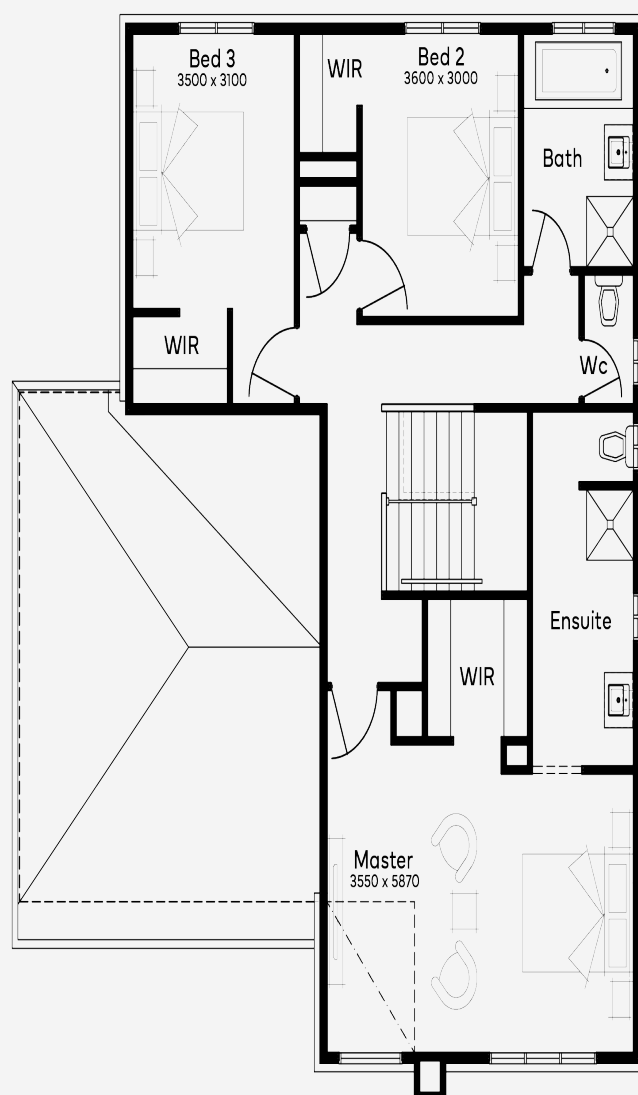 Bed 3
3500 x 3100
WIR
Bed 2
3600 x 3000
Bath
WIR
Wc
Ensuite
WIR
Master
3550 x 5870